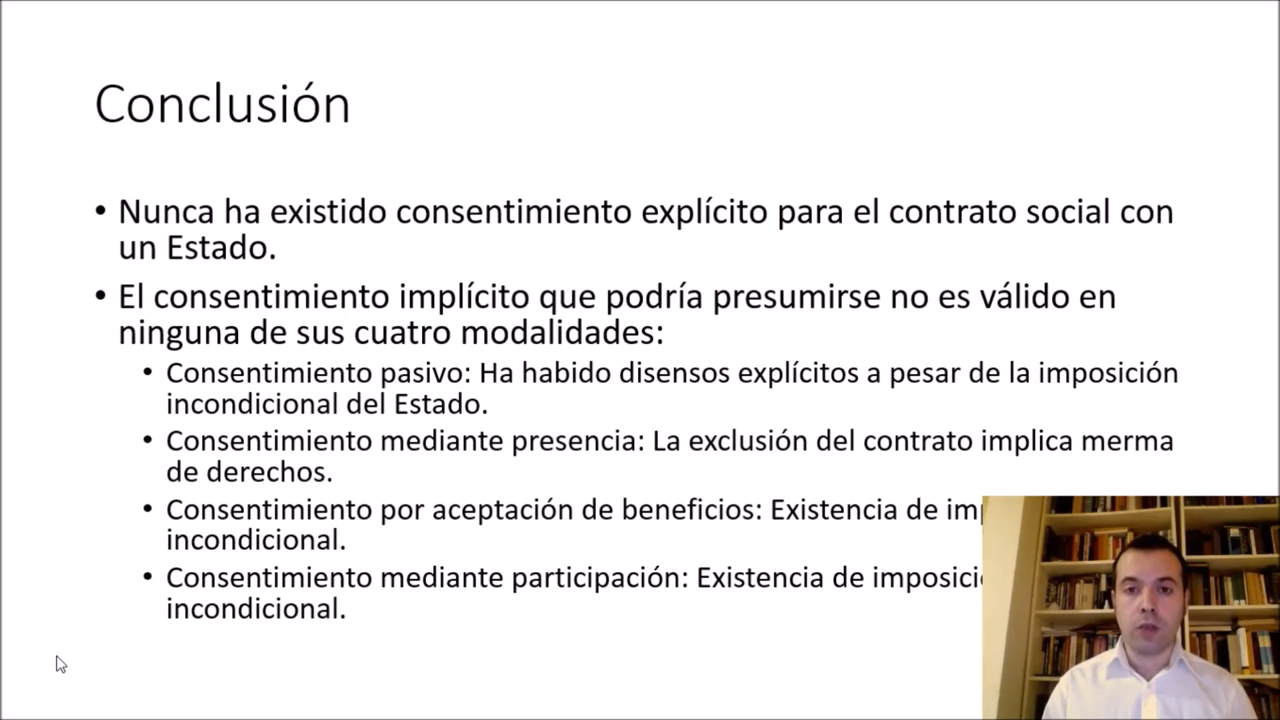 Conclusión
• Nunca ha existido consentimiento explícito para el contrato social con
un Estado.
• El consentimiento implícito que podría presumirse no es válido en
ninguna de sus cuatro modalidades:
• Consentimiento pasivo: Ha habido disensos explícitos a pesar de la imposición
incondicional del Estado.
• Consentimiento mediante presencia: La exclusión del contrato implica merma
de derechos.
• Consentimiento por aceptación de beneficios: Existencia de
incondicional.
• Consentimiento mediante participación: Existencia de
incondicional.